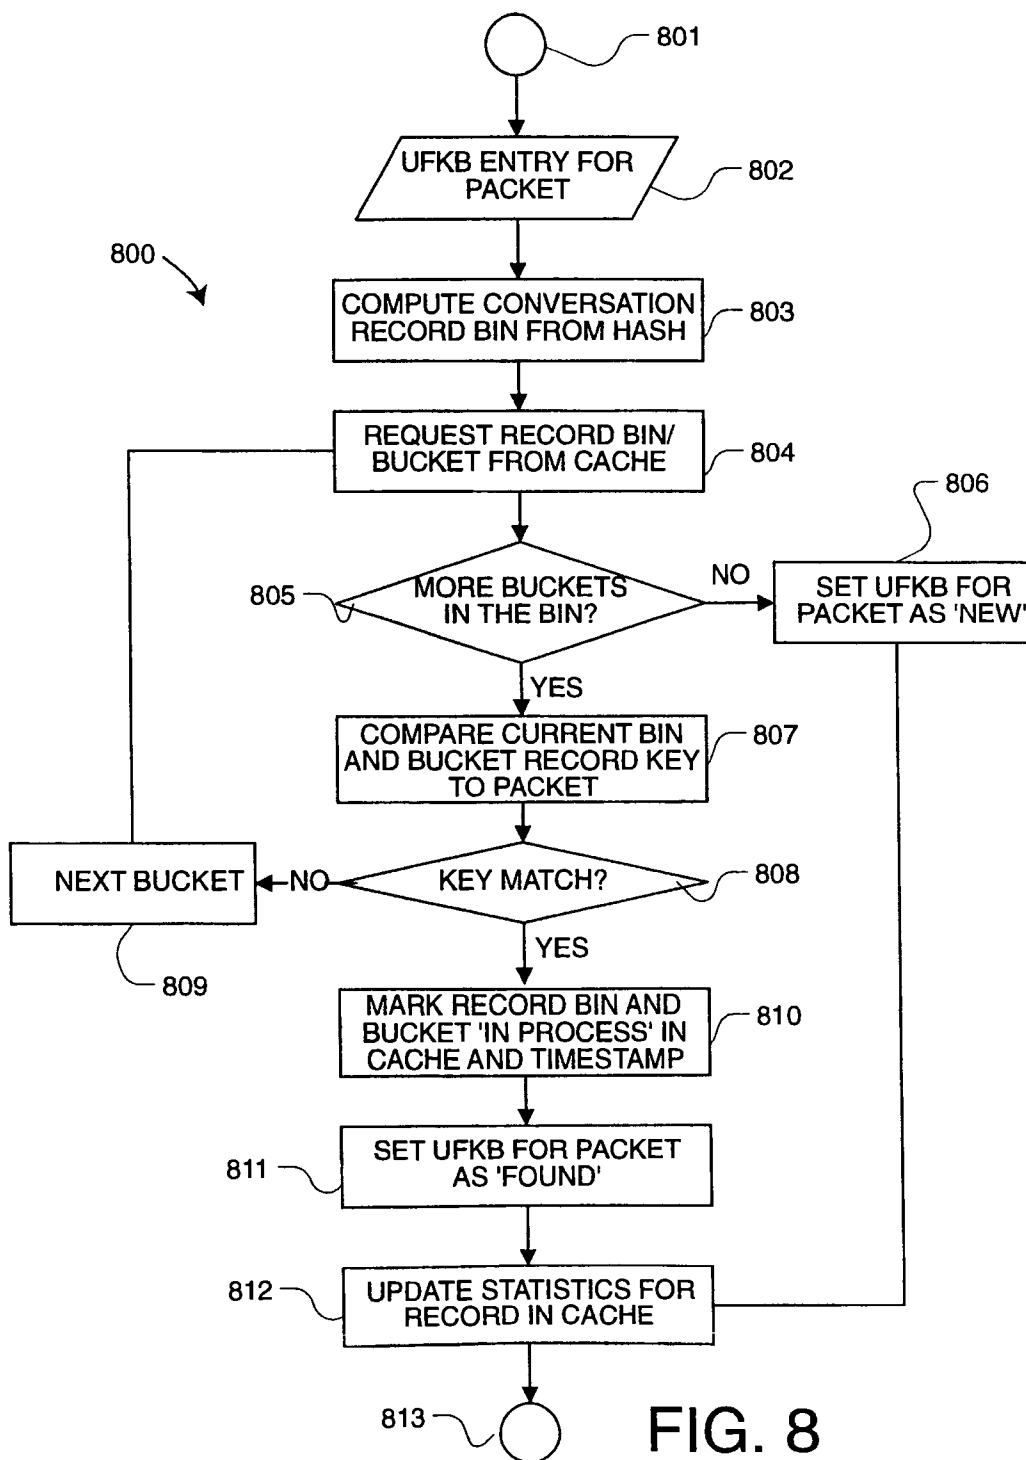 801
UFKB ENTRY FOR
PACKET
802
800
COMPUTE CONVERSATION
RECORD BIN FROM HASH
803
REQUEST RECORD BIN/
BUCKET FROM CACHE
804
806
MORE BUCKETS
IN THE BIN?
805
NO
SET UFKB FOR
PACKET AS 'NEW'
YES
COMPARE CURRENT BIN
AND BUCKET RECORD KEY
TO PACKET
807
NEXT BUCKET
NO
KEY MATCH?
808
809
YES
MARK RECORD BIN AND
BUCKET 'IN PROCESS' IN
CACHE AND TIMESTAMP
810
SET UFKB FOR PACKET
AS 'FOUND'
811
UPDATE STATISTICS FOR
RECORD IN CACHE
812
813
FIG. 8